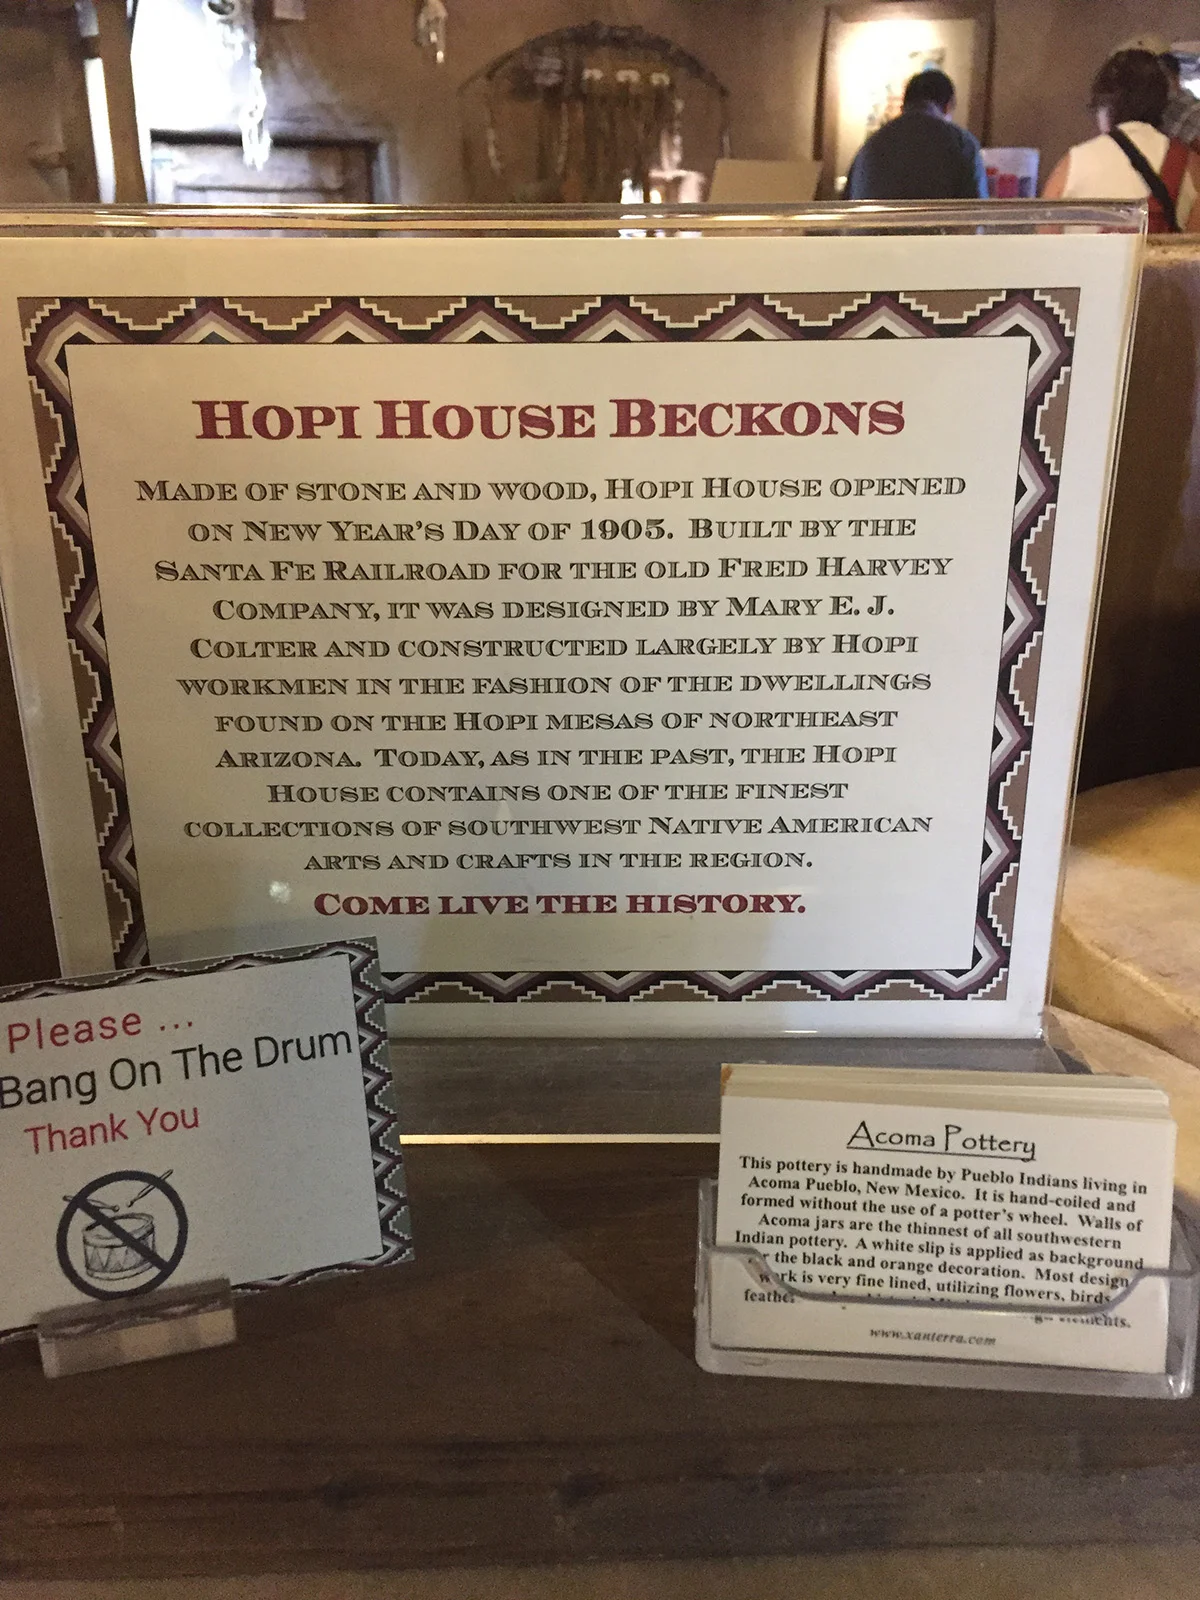 HOPI HOUSE BECKONS
MADE OF STONE AND WOOD, HOPI HOUSE OPENED
ON NEW YEAR'S DAY OF 1905. BUILT BY THE
SANTA FE RAILROAD FOR THE OLD FRED HARVEY
COMPANY, IT WAS DESIGNED BY MARY E. J.
COLTER AND CONSTRUCTED LARGELY BY HOPI
WORKMEN IN THE FASHION OF THE DWELLINGS
FOUND ON THE HOPI MESAS OF NORTHEAST
ARIZONA. TODAY, AS IN THE PAST, THE HOPI
HOUSE CONTAINS ONE OF THE FINEST
COLLECTIONS OF SOUTHWEST NATIVE AMERICAN
ARTS AND CRAFTS IN THE REGION.
COME LIVE THE HISTORY.
Please ...
Bang On The Drum
Thank You
Acoma Pottery
This pottery is handmade by Pueblo Indians living in
Acoma Pueblo, New Mexico. It is hand-coiled and
formed without the use of a potter's wheel. Walls of
Acoma jars are the thinnest of all southwestern
Indian pottery. A white slip is applied as background
the black and orange decoration. Most design
work is very fine lined, utilizing flowers, birds,
www.xanterra.com